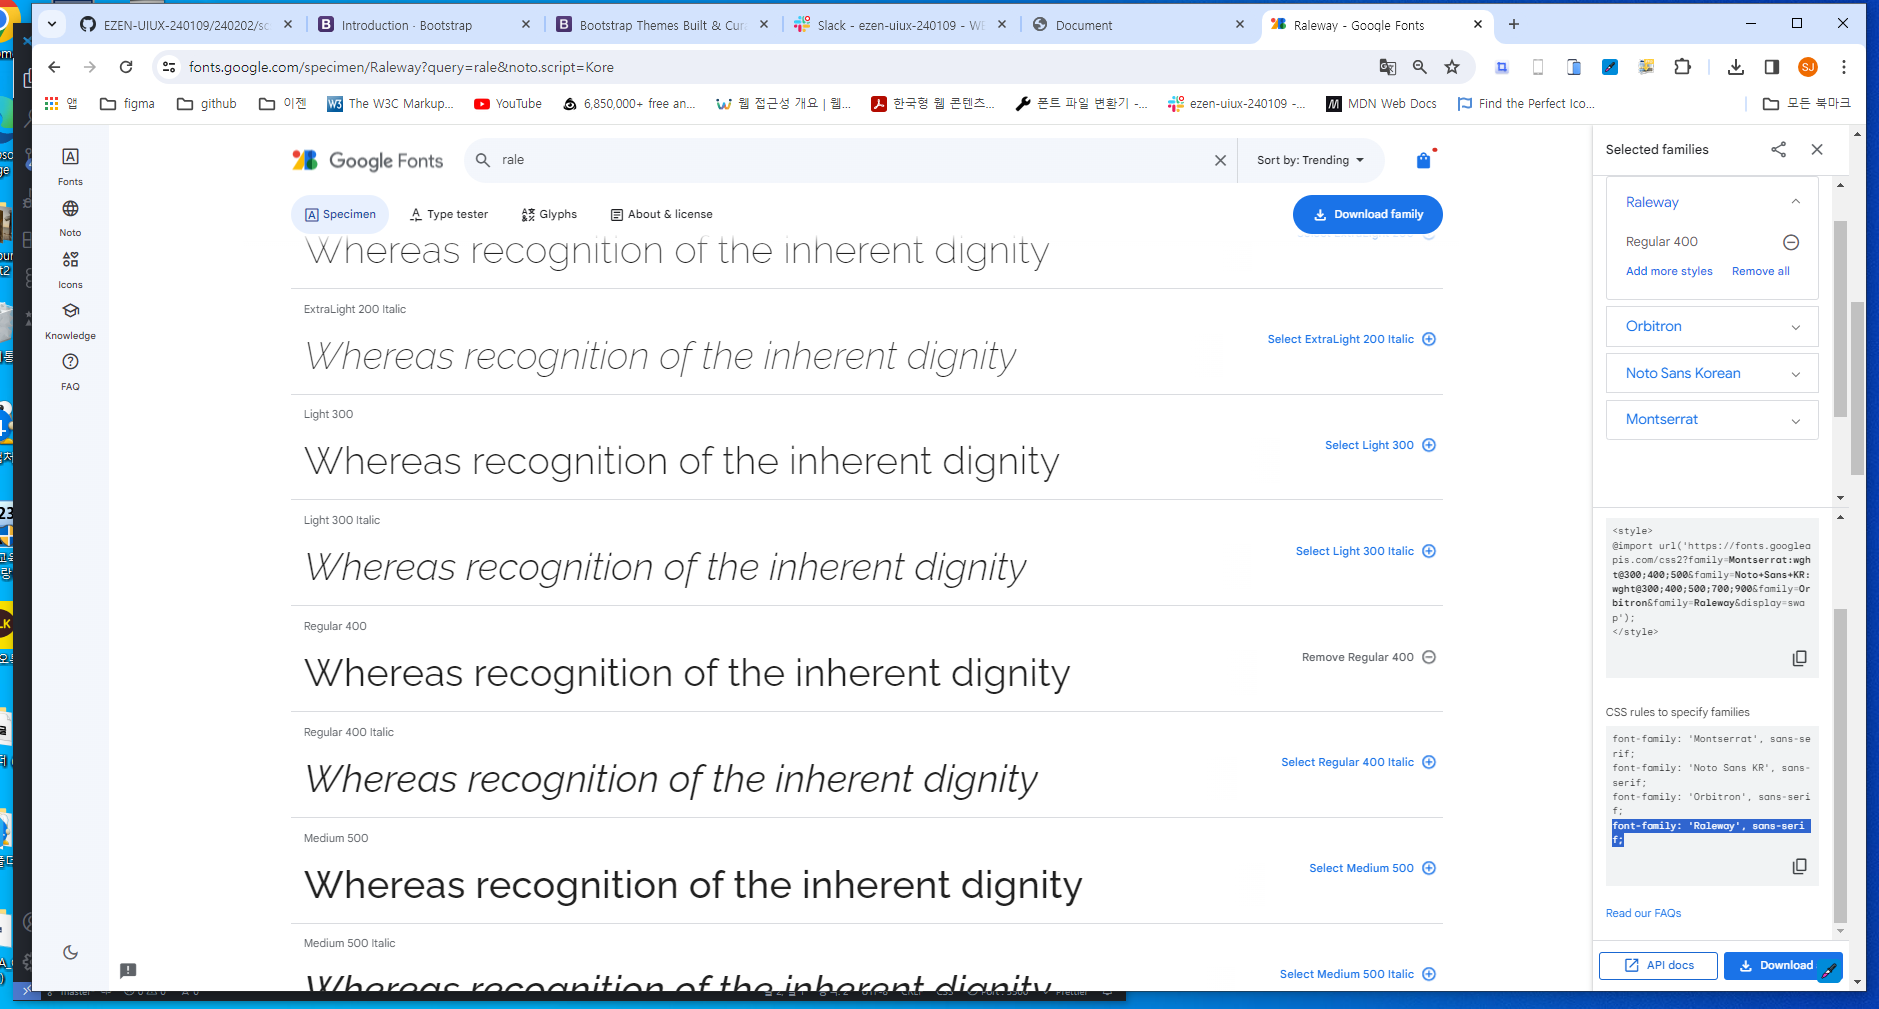 EZEN-UIUX-240109/240202/sc
Introduction · Bootstrap
Bootstrap Themes Built & Cur
Slack - ezen-uiux-240109 - WE
Document
Raleway - Google Fonts
fonts.google.com/specimen/Raleway?query=rale&noto.script=Kore
SJ
앱
figma
github
이젠
The W3C Markup...
YouTube
6,850,000+ free an...
웹 접근성 개요 | 웹...
한국형 웹 콘텐츠...
폰트 파일 변환기 -...
ezen-uiux-240109 -...
MDN Web Docs
Find the Perfect Ico...
모든 북마크
Fonts
Noto
Icons
Knowledge
FAQ
Google Fonts
rale
Sort by: Trending
Specimen
Type tester
Glyphs
About & license
Download family
Whereas recognition of the inherent dignity
ExtraLight 200 Italic
Whereas recognition of the inherent dignity
Select ExtraLight 200 Italic
Light 300
Whereas recognition of the inherent dignity
Select Light 300
Light 300 Italic
Whereas recognition of the inherent dignity
Select Light 300 Italic
Regular 400
Whereas recognition of the inherent dignity
Remove Regular 400
Regular 400 Italic
Whereas recognition of the inherent dignity
Select Regular 400 Italic
Medium 500
Whereas recognition of the inherent dignity
Select Medium 500
Medium 500 Italic
Whereas recognition of the inherent dignity
Select Medium 500 Italic
Selected families
Raleway
Regular 400
Add more styles
Remove all
Orbitron
Noto Sans Korean
Montserrat
<style>
@import url('https://fonts.googlea
pis.com/css2?family=Montserrat:wgh
t@300;400;500&family=Noto+Sans+KR:
wght@300;400;500;700;900&family=Or
bitron&family=Raleway&display=swa
p');
</style>
CSS rules to specify families
font-family: 'Montserrat', sans-se
rif;
font-family: 'Noto Sans KR', sans-
serif;
font-family: 'Orbitron', sans-seri
f;
font-family: 'Raleway', sans-seri
f;
Read our FAQs
API docs
Download